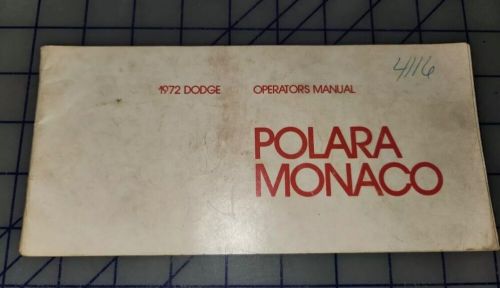 4116
1972 DODGE OPERATORS MANUAL
POLARA
MONACO